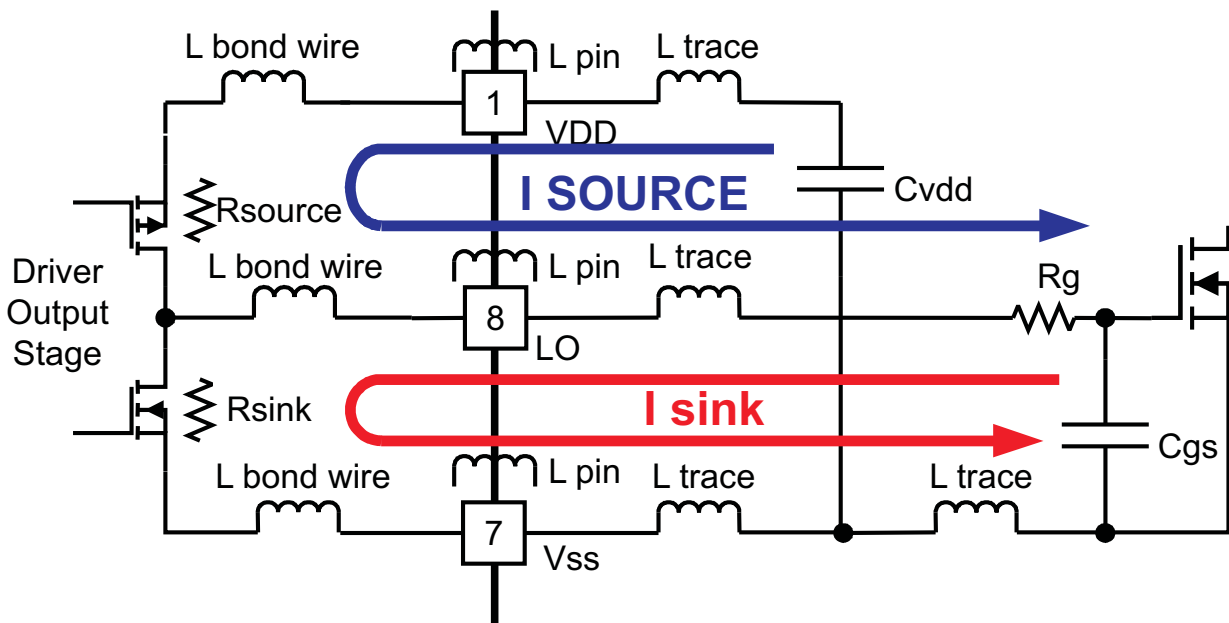 L bond wire
L pin
L trace
1
VDD
I SOURCE
Cvdd
Rsource
L bond wire
L pin
L trace
Rg
Driver
Output
Stage
8
LO
Rsink
I sink
Cgs
L bond wire
L pin
L trace
L trace
7
Vss